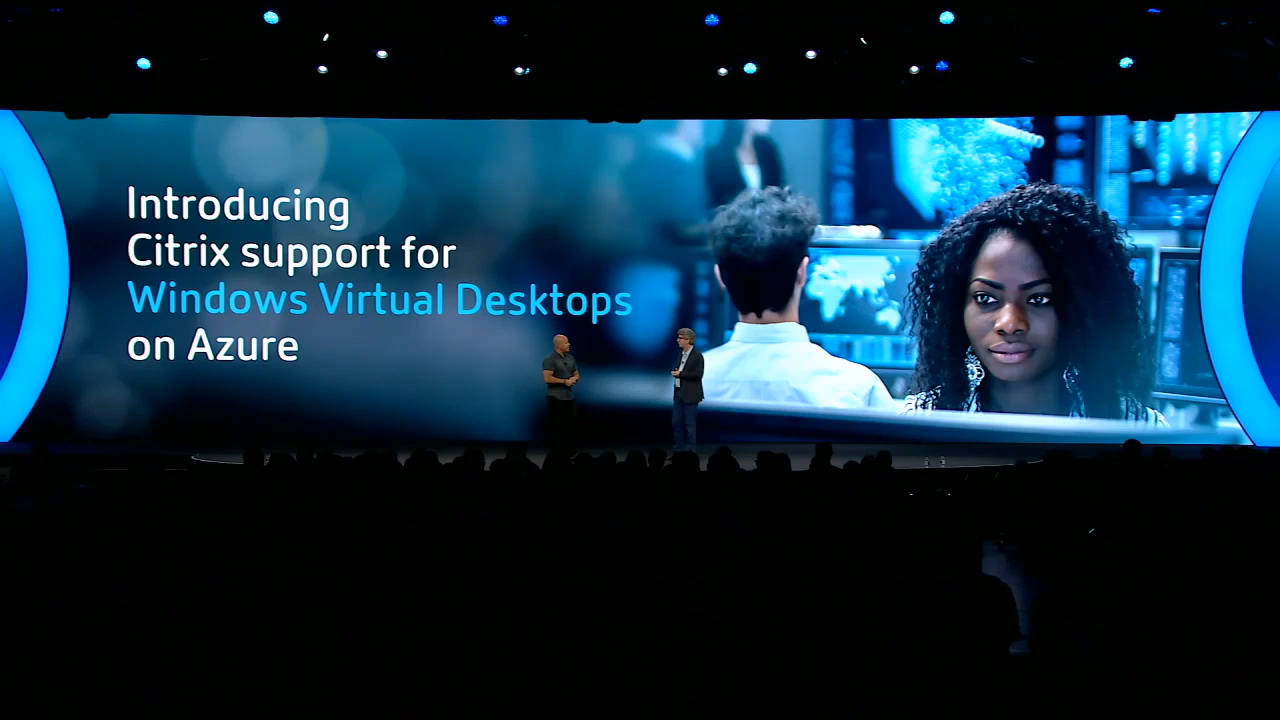 Introducing
Citrix support for
Windows Virtual Desktops
on Azure